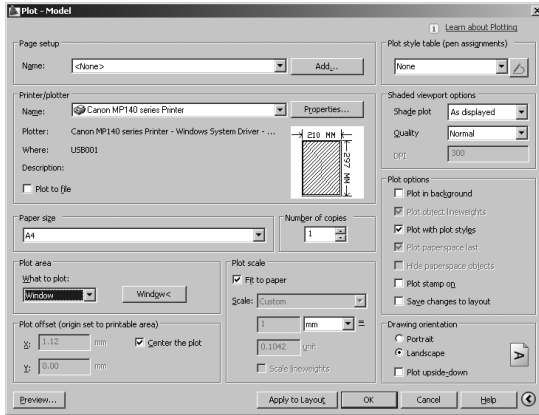 Plot - Model
Learn about Plotting
Page setup
Name: <None> Add...
Plot style table (pen assignments)
None
Printer/plotter
Name: Canon MP140 series Printer Properties...
Plotter: Canon MP140 series Printer - Windows System Driver - ...
Where: USB001
Description:
Plot to file
210 MM
297 MM
Shaded viewport options
Shade plot As displayed
Quality Normal
DPI 300
Paper size
A4
Number of copies
1
Plot options
Plot in background
Plot object lineweights
Plot with plot styles
Plot paperspace last
Hide paperspace objects
Plot stamp on
Save changes to layout
Plot area
What to plot:
Window Window<
Plot scale
Fit to paper
Scale: Custom
1 mm =
0.1042 unit
Scale lineweights
Plot offset (origin set to printable area)
X: 1.12 mm Center the plot
Y: 0.00 mm
Drawing orientation
Portrait
Landscape
Plot upside-down
A
Preview... Apply to Layout OK Cancel Help